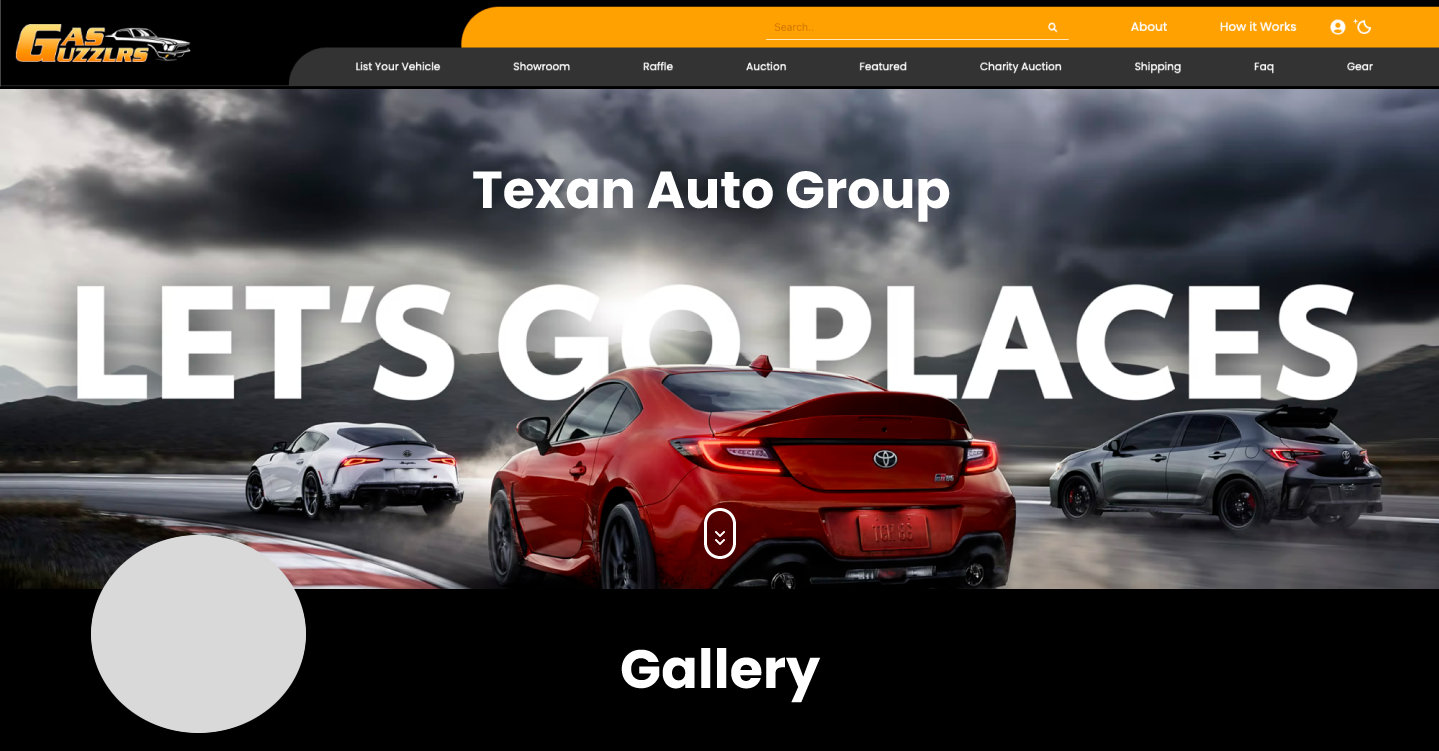 GAS
GUZZLRS
Search..
About
How it Works
List Your Vehicle
Showroom
Raffle
Auction
Featured
Charity Auction
Shipping
Faq
Gear
Texan Auto Group
LET'S GO PLACES
GR86
Gallery